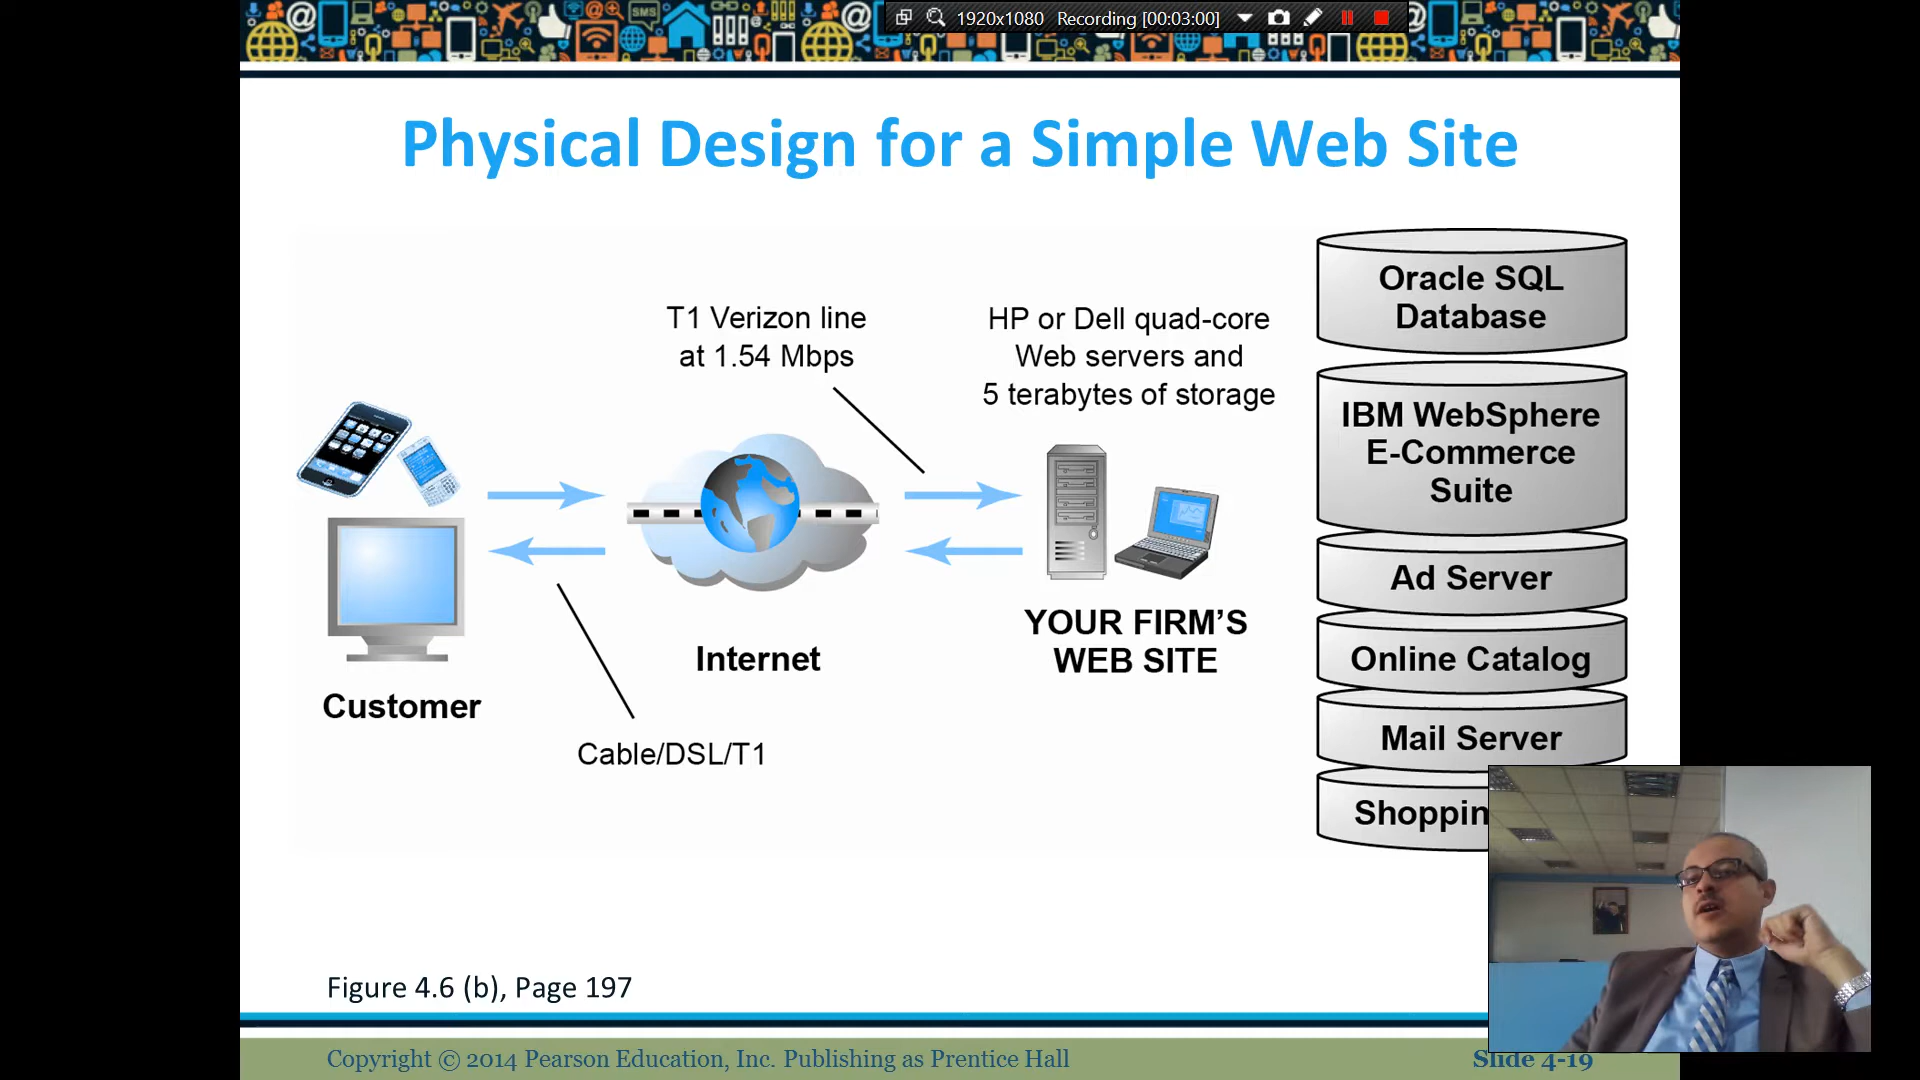 1920x1080 Recording [00:03:00]
SMS
Physical Design for a Simple Web Site
T1 Verizon line
at 1.54 Mbps
HP or Dell quad-core
Web servers and
5 terabytes of storage
Oracle SQL
Database
IBM WebSphere
E-Commerce
Suite
Ad Server
Online Catalog
Mail Server
Customer
Internet
YOUR FIRM’S
WEB SITE
Cable/DSL/T1
Figure 4.6 (b), Page 197
Copyright © 2014 Pearson Education, Inc. Publishing as Prentice Hall
Slide 4-19